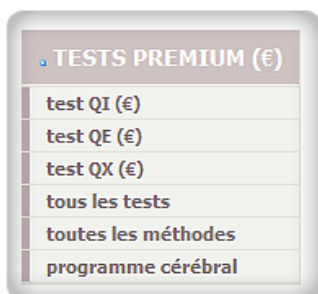 TESTS PREMIUM (€)
test QI (€)
test QE (€)
test QX (€)
tous les tests
toutes les méthodes
programme cérébral